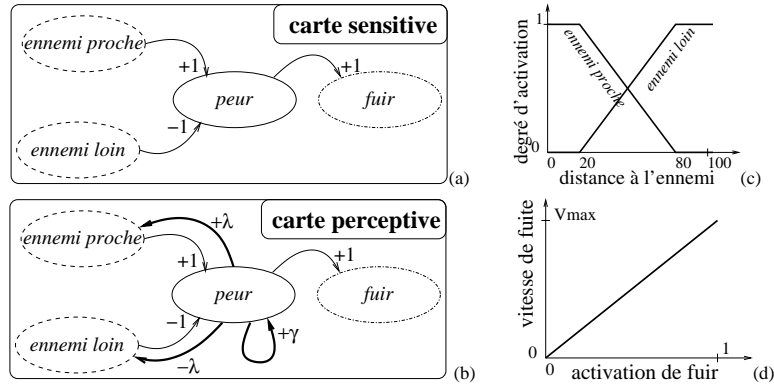 carte sensitive
ennemi proche
+1
+1
peur
fuir
−1
ennemi loin
(a)
carte perceptive
+λ
ennemi proche
+1
+1
peur
fuir
−1
ennemi loin
+γ
−λ
(b)
degré d'activation
1
0
0 20 80 100
ennemi proche
ennemi loin
distance à l'ennemi
(c)
vitesse de fuite
Vmax
0
0 1
activation de fuir
(d)